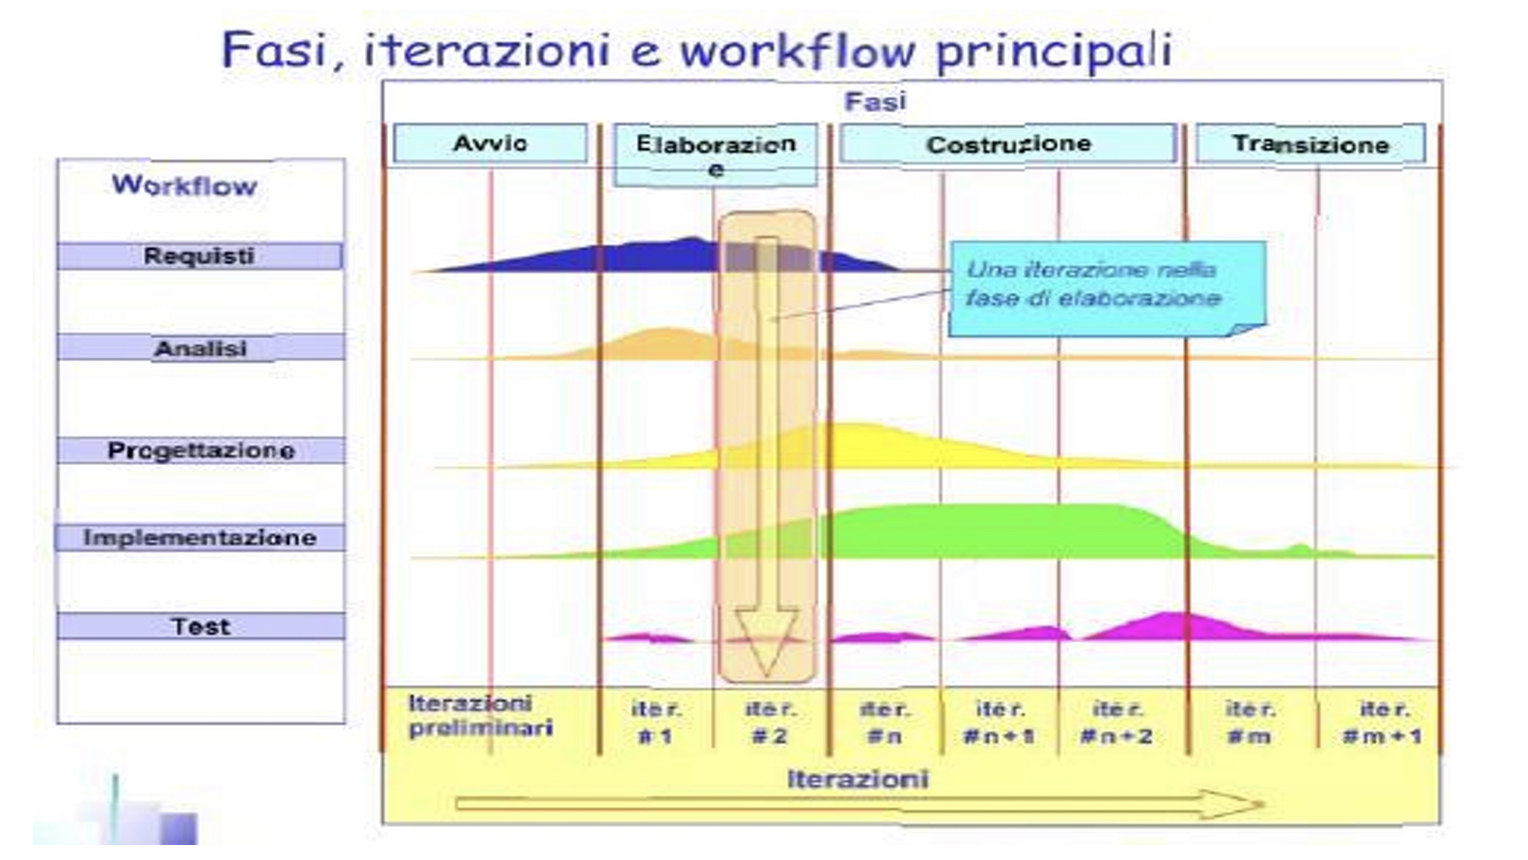 Fasi, iterazioni e workflow principali
Fasi
Avvio
Elaborazion
e
Costruzione
Transizione
Workflow
Requisti
Analisi
Progettazione
Implementazione
Test
Una iterazione nella
fase di elaborazione
Iterazioni
preliminari
iter.
#1
iter.
#2
iter.
#n
iter.
#n+1
iter.
#n+2
iter.
#m
iter.
#m+1
Iterazioni